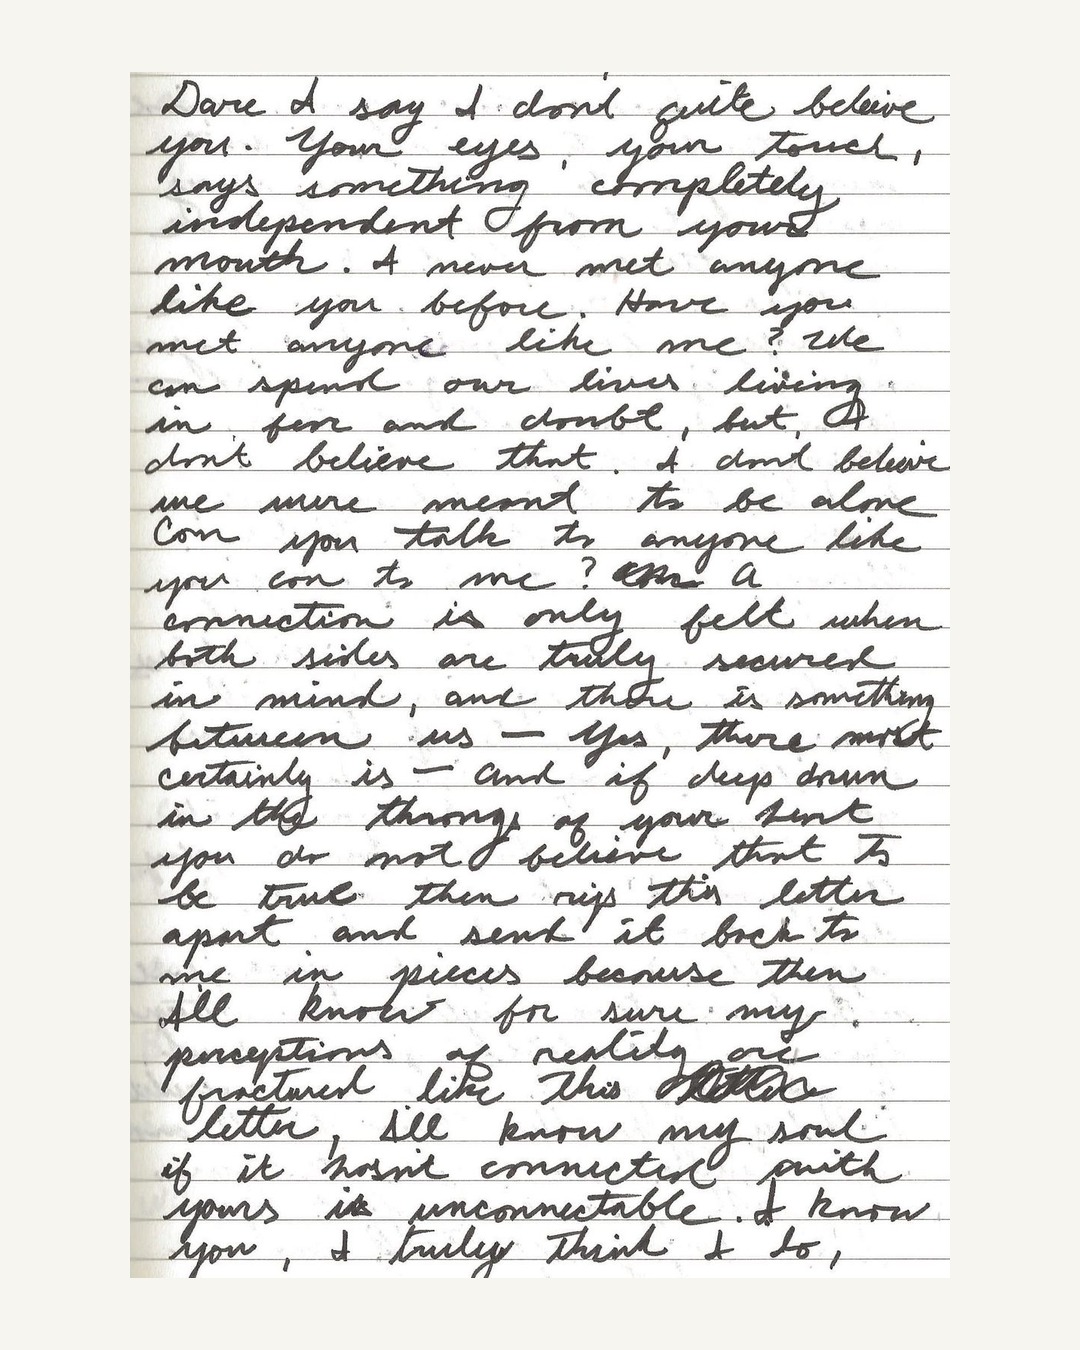 Dare I say I don't quite beleive
you. Your eyes, your touch,
says something completely
independent from your
mouth. I never met anyone
like you before. Have you
met anyone like me? We
can spend our lives living
in fear and doubt, but, I
dont believe that. I don't beleive
we were meant to be alone
Can you talk to anyone like
you can to me? A
connection is only felt when
both sides are truly secured
in mind, and there is something
between us — Yes, there most
certainly is — and if deep down
in the throngs of your heart
you do not believe that to
be true then rip this letter
apart and send it back to
me in pieces because then
I'll know for sure my
perceptions of reality are
fractured like this
letter, I'll know my soul
if it hasn't connected with
yours is unconnectable. I know
you, I truly think I do,